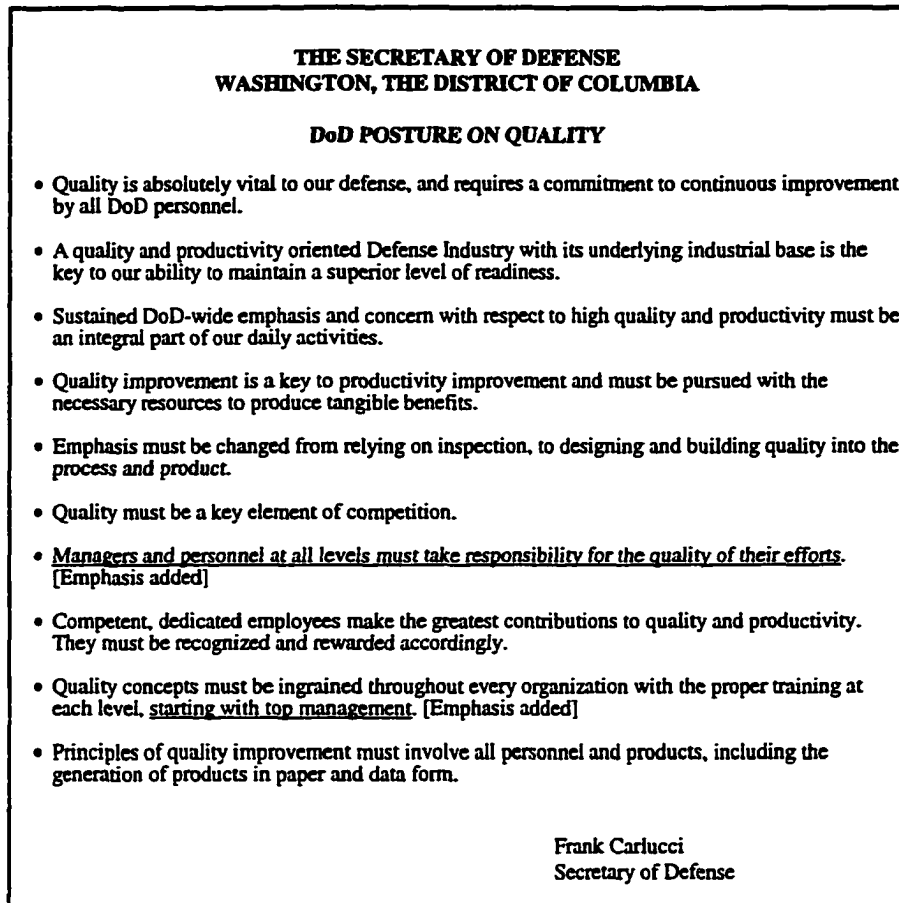 THE SECRETARY OF DEFENSE
WASHINGTON, THE DISTRICT OF COLUMBIA
DoD POSTURE ON QUALITY
• Quality is absolutely vital to our defense, and requires a commitment to continuous improvement
by all DoD personnel.
• A quality and productivity oriented Defense Industry with its underlying industrial base is the
key to our ability to maintain a superior level of readiness.
• Sustained DoD-wide emphasis and concern with respect to high quality and productivity must be
an integral part of our daily activities.
• Quality improvement is a key to productivity improvement and must be pursued with the
necessary resources to produce tangible benefits.
• Emphasis must be changed from relying on inspection, to designing and building quality into the
process and product.
• Quality must be a key element of competition.
• Managers and personnel at all levels must take responsibility for the quality of their efforts.
[Emphasis added]
• Competent, dedicated employees make the greatest contributions to quality and productivity.
They must be recognized and rewarded accordingly.
• Quality concepts must be ingrained throughout every organization with the proper training at
each level, starting with top management. [Emphasis added]
• Principles of quality improvement must involve all personnel and products, including the
generation of products in paper and data form.
Frank Carlucci
Secretary of Defense